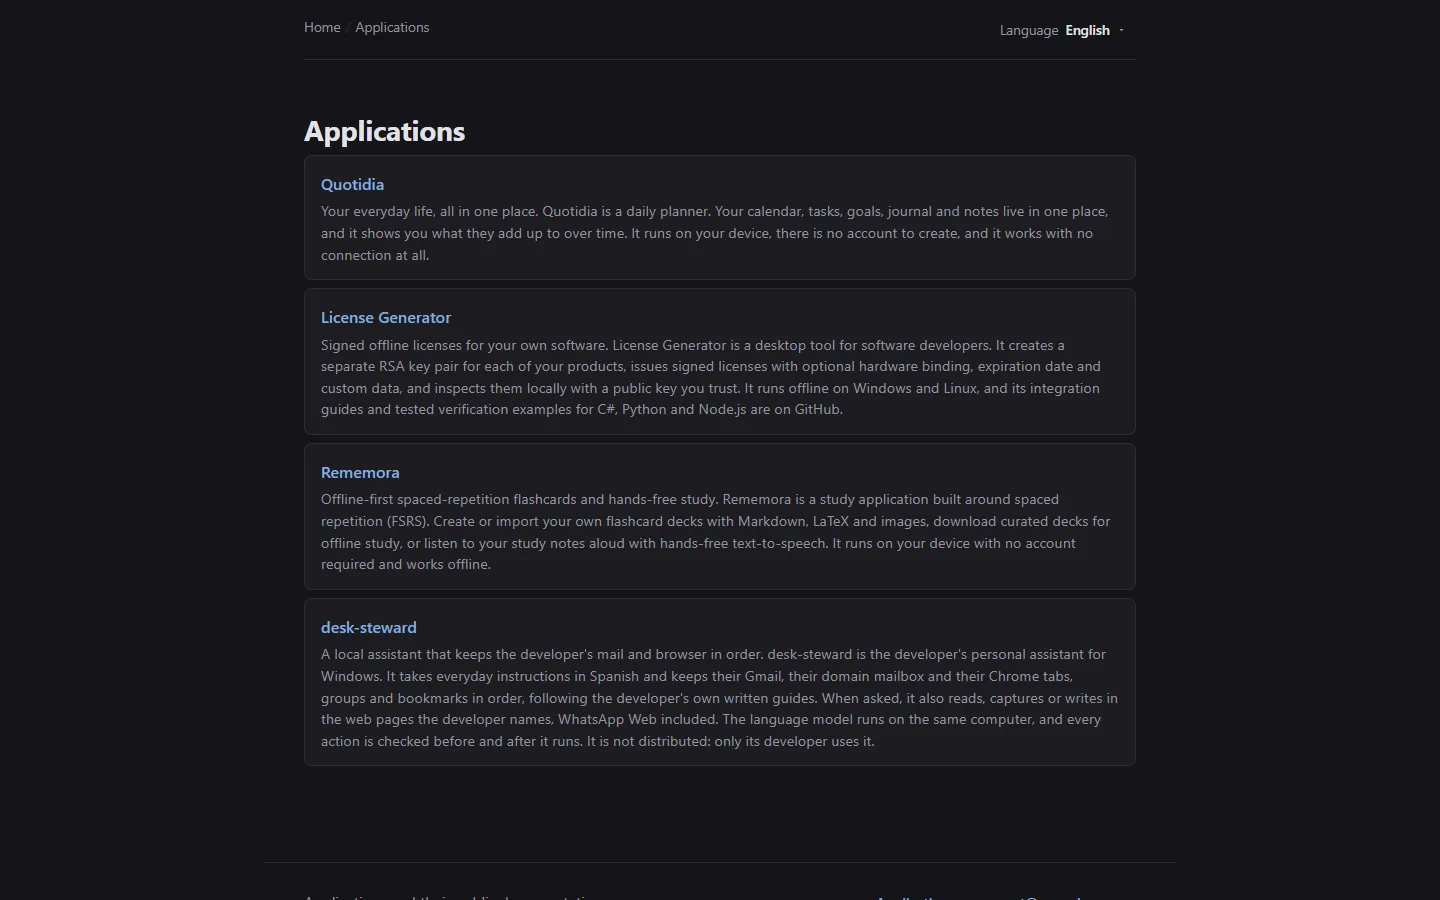 Home / Applications
Language English
Applications
Quotidia
Your everyday life, all in one place. Quotidia is a daily planner. Your calendar, tasks, goals, journal and notes live in one place,
and it shows you what they add up to over time. It runs on your device, there is no account to create, and it works with no
connection at all.
License Generator
Signed offline licenses for your own software. License Generator is a desktop tool for software developers. It creates a
separate RSA key pair for each of your products, issues signed licenses with optional hardware binding, expiration date and
custom data, and inspects them locally with a public key you trust. It runs offline on Windows and Linux, and its integration
guides and tested verification examples for C#, Python and Node.js are on GitHub.
Rememora
Offline-first spaced-repetition flashcards and hands-free study. Rememora is a study application built around spaced
repetition (FSRS). Create or import your own flashcard decks with Markdown, LaTeX and images, download curated decks for
offline study, or listen to your study notes aloud with hands-free text-to-speech. It runs on your device with no account
required and works offline.
desk-steward
A local assistant that keeps the developer's mail and browser in order. desk-steward is the developer's personal assistant for
Windows. It takes everyday instructions in Spanish and keeps their Gmail, their domain mailbox and their Chrome tabs,
groups and bookmarks in order, following the developer's own written guides. When asked, it also reads, captures or writes in
the web pages the developer names, WhatsApp Web included. The language model runs on the same computer, and every
action is checked before and after it runs. It is not distributed: only its developer uses it.